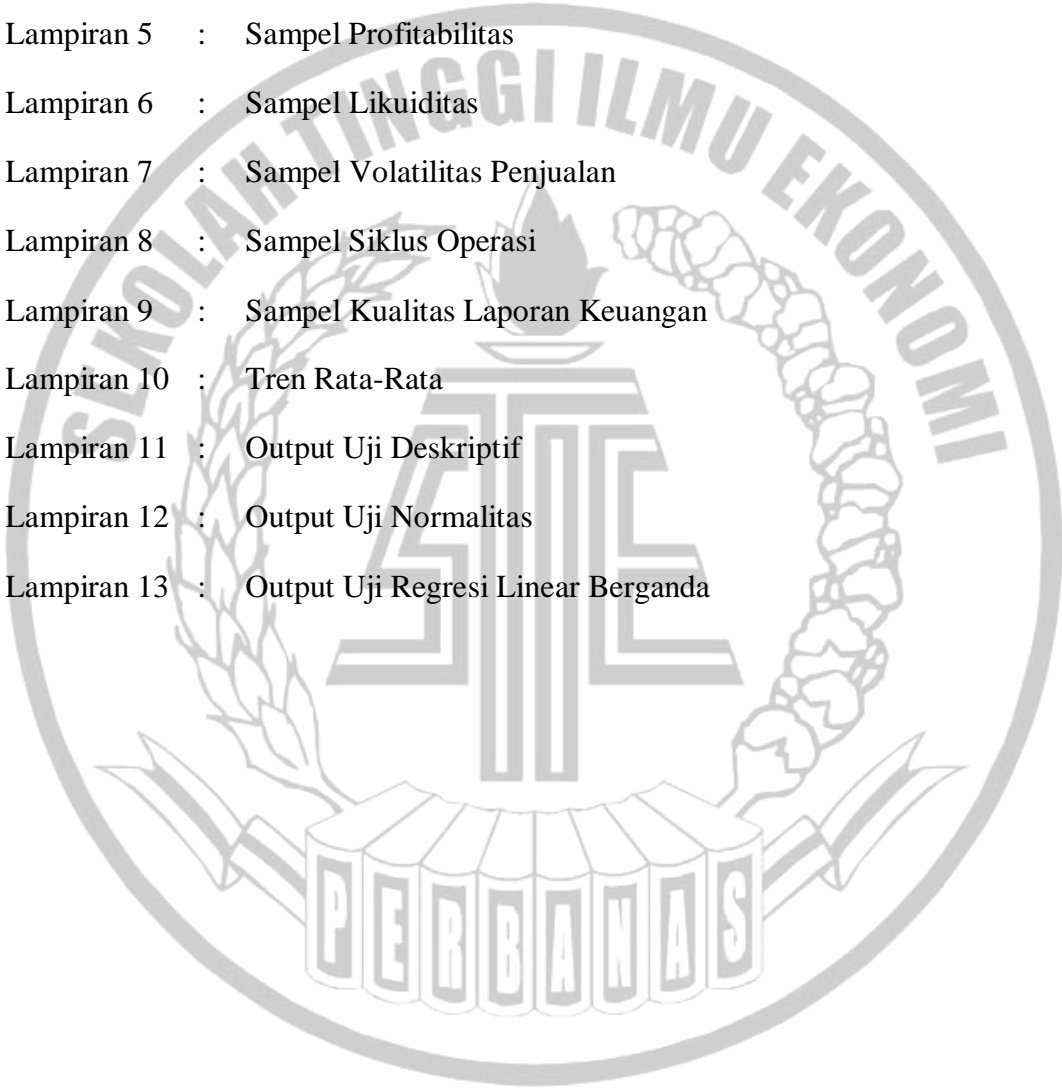 Lampiran 5 : Sampel Profitabilitas
Lampiran 6 : Sampel Likuiditas
Lampiran 7 : Sampel Volatilitas Penjualan
Lampiran 8 : Sampel Siklus Operasi
Lampiran 9 : Sampel Kualitas Laporan Keuangan
Lampiran 10 : Tren Rata-Rata
Lampiran 11 : Output Uji Deskriptif
Lampiran 12 : Output Uji Normalitas
Lampiran 13 : Output Uji Regresi Linear Berganda
SEKOLAH TINGGI ILMU EKONOMI
STIE
PERBANAS